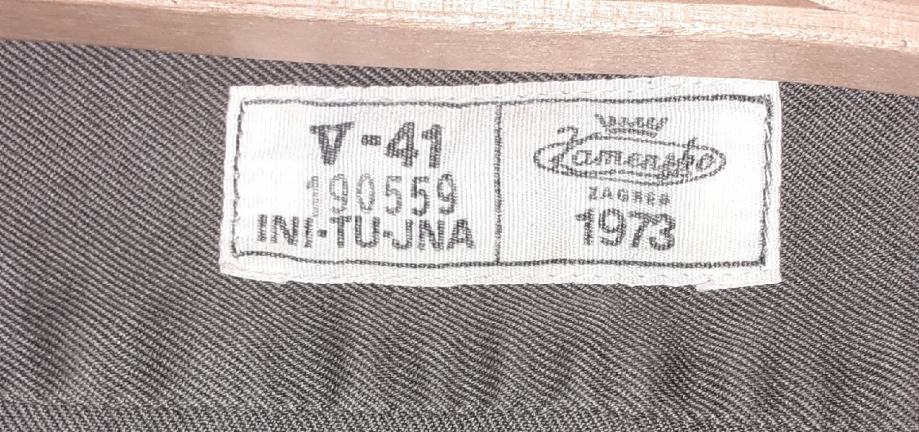 V-41
190559
INI-TU-JNA
Kamensko
ZAGREB
1973